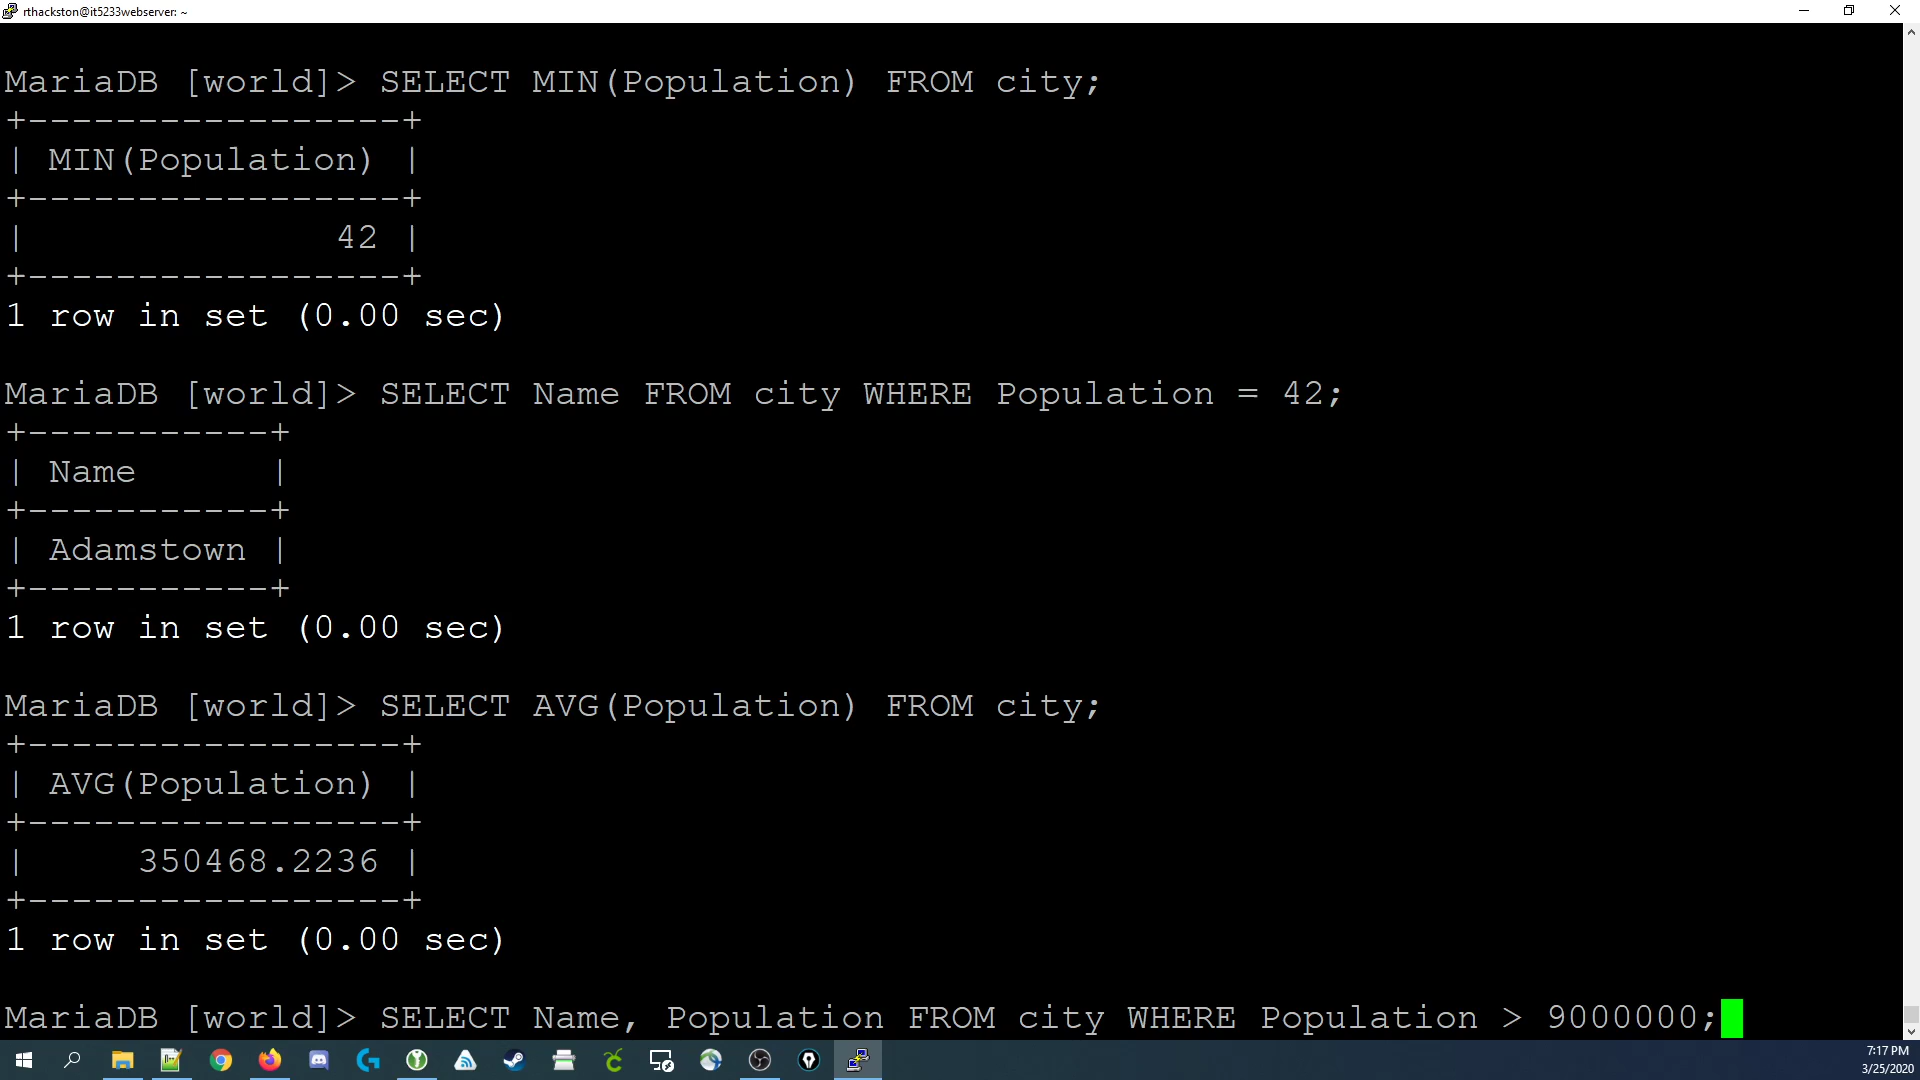 rthackston@it5233webserver: ~
MariaDB [world]> SELECT MIN(Population) FROM city;
+-----------------+
| MIN(Population) |
+-----------------+
|              42 |
+-----------------+
1 row in set (0.00 sec)
MariaDB [world]> SELECT Name FROM city WHERE Population = 42;
+-----------+
| Name      |
+-----------+
| Adamstown |
+-----------+
1 row in set (0.00 sec)
MariaDB [world]> SELECT AVG(Population) FROM city;
+-----------------+
| AVG(Population) |
+-----------------+
|     350468.2236 |
+-----------------+
1 row in set (0.00 sec)
MariaDB [world]> SELECT Name, Population FROM city WHERE Population > 9000000;
7:17 PM
3/25/2020